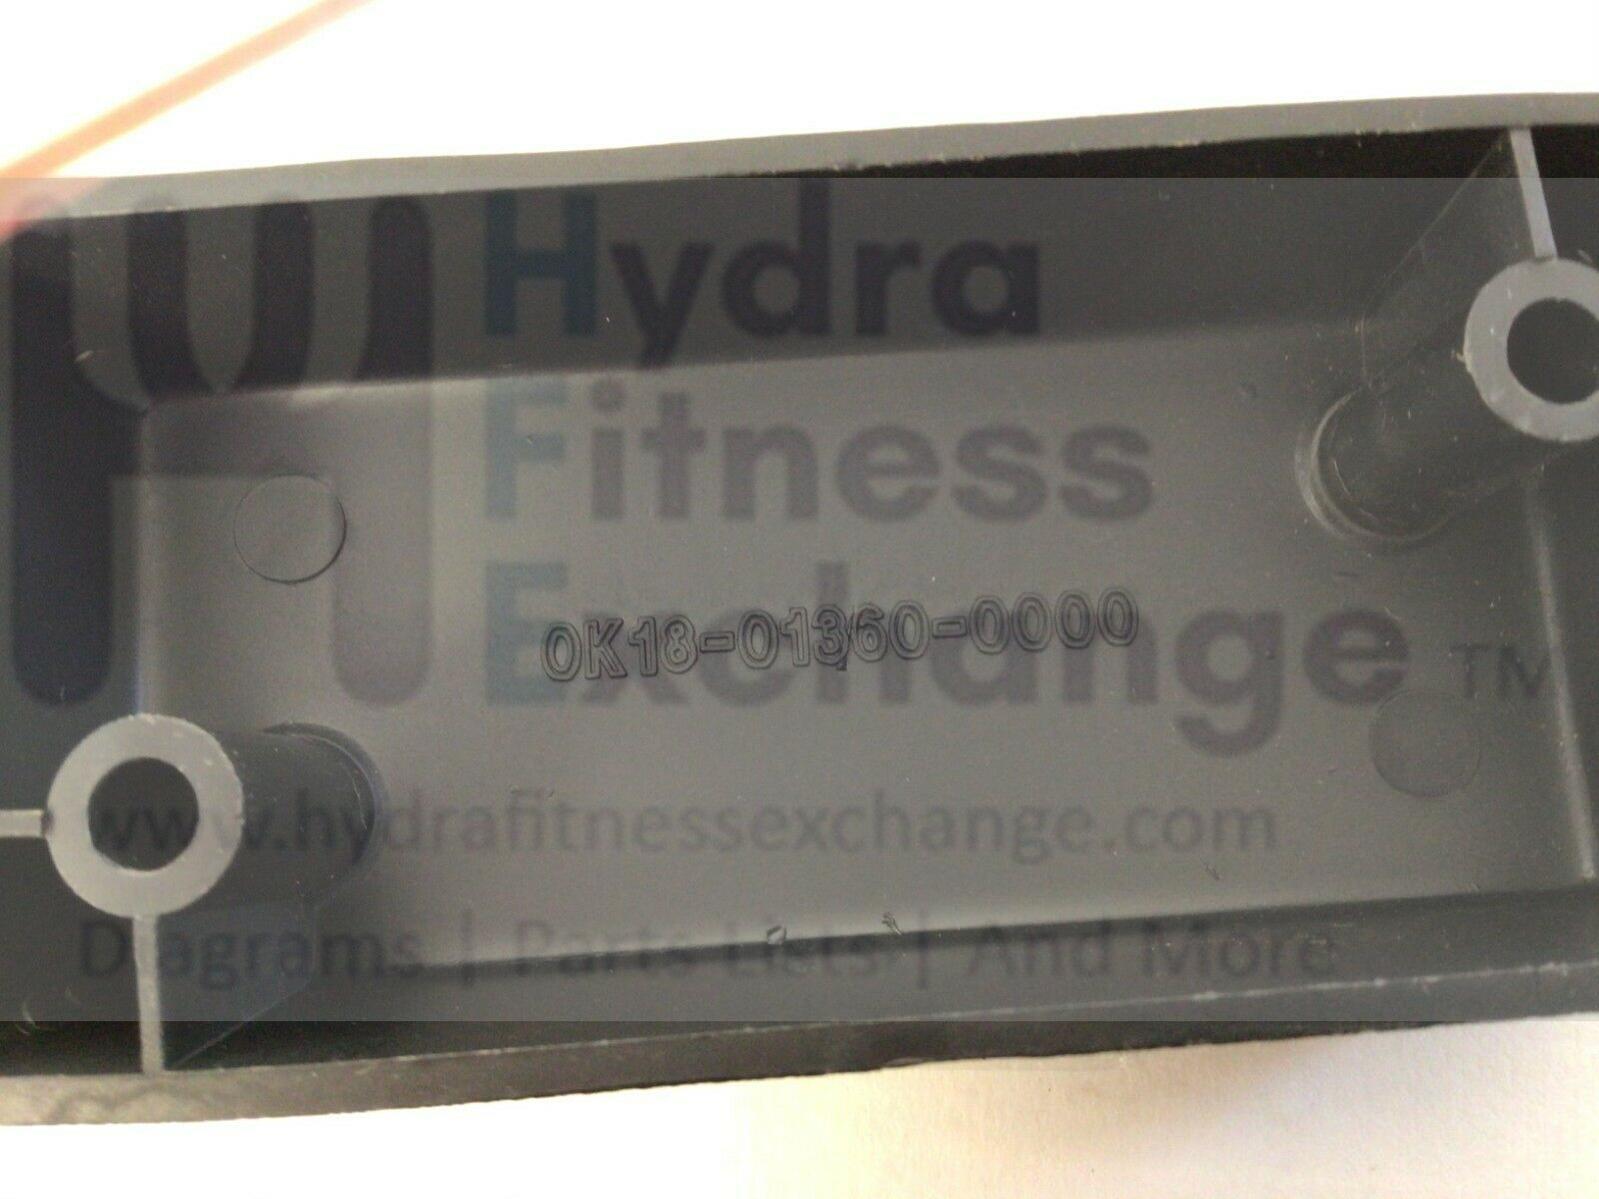 Hydra
Fitness
Exchange ™
0K18-01360-0000
www.hydrafitnessexchange.com
Diagrams | Parts Lists | And More